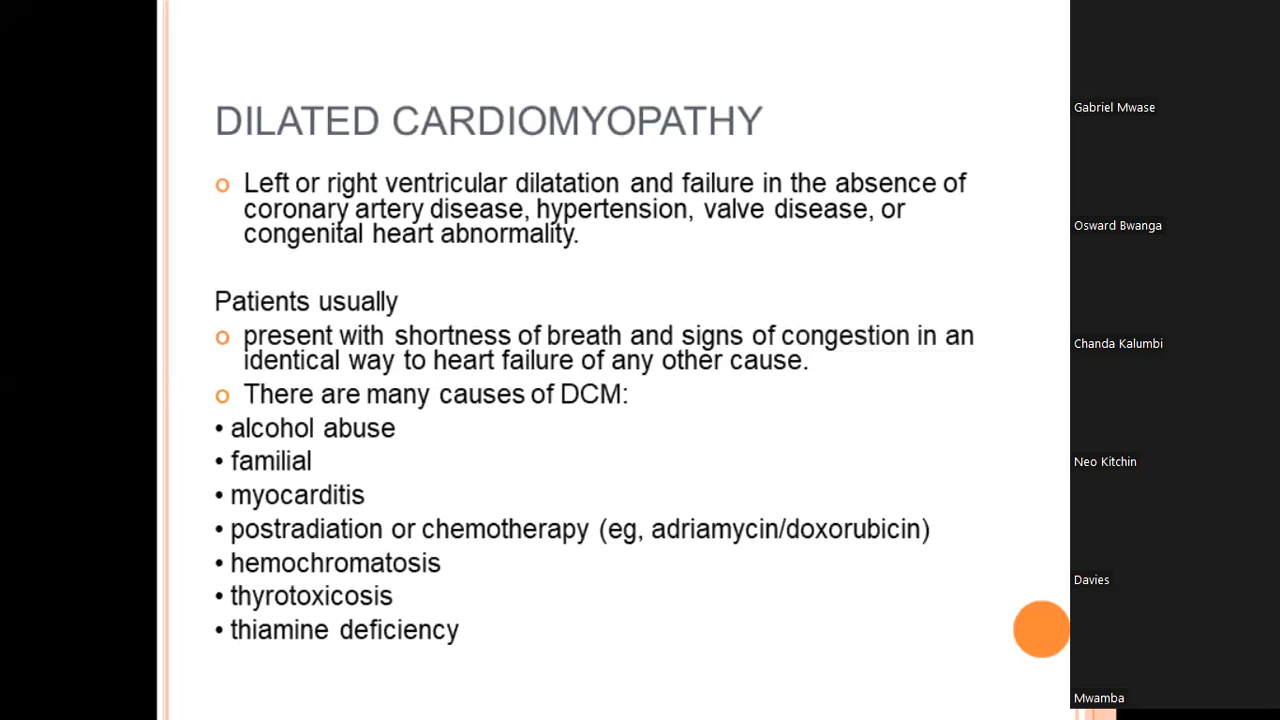 DILATED CARDIOMYOPATHY
o Left or right ventricular dilatation and failure in the absence of
coronary artery disease, hypertension, valve disease, or
congenital heart abnormality.
Patients usually
o present with shortness of breath and signs of congestion in an
identical way to heart failure of any other cause.
o There are many causes of DCM:
• alcohol abuse
• familial
• myocarditis
• postradiation or chemotherapy (eg, adriamycin/doxorubicin)
• hemochromatosis
• thyrotoxicosis
• thiamine deficiency
Gabriel Mwase
Osward Bwanga
Chanda Kalumbi
Neo Kitchin
Davies
Mwamba